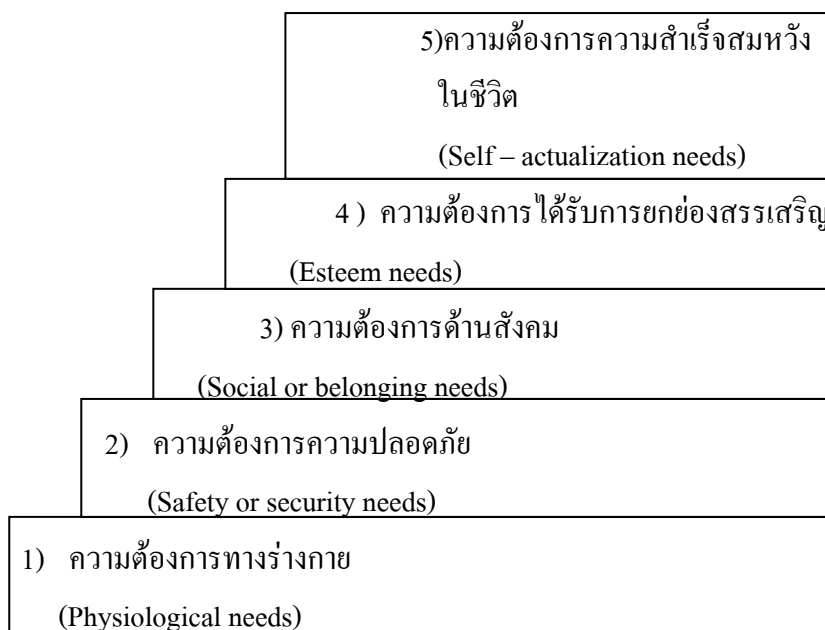 5)ความต้องการความสำเร็จสมหวัง
ในชีวิต
(Self – actualization needs)
4 ) ความต้องการได้รับการยกย่องสรรเสริญ
(Esteem needs)
3) ความต้องการด้านสังคม
(Social or belonging needs)
2) ความต้องการความปลอดภัย
(Safety or security needs)
1) ความต้องการทางร่างกาย
(Physiological needs)